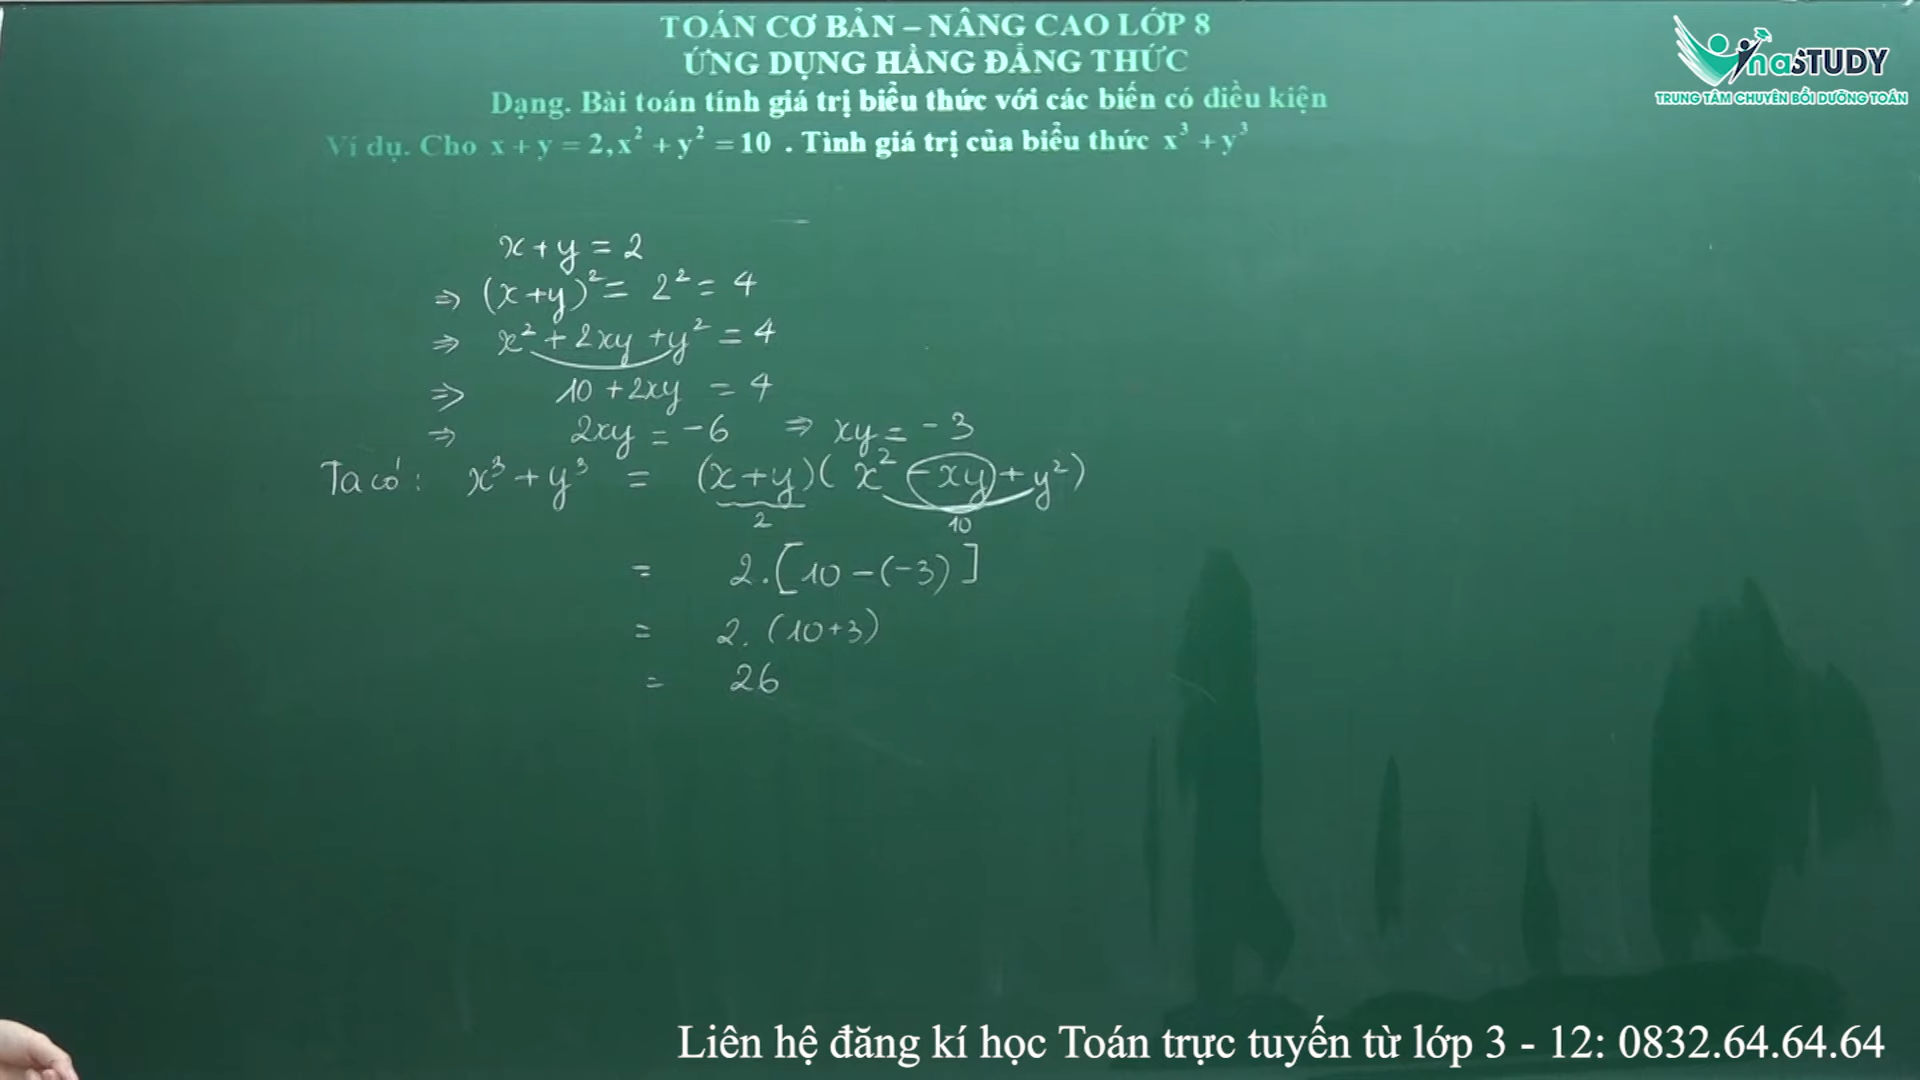 TOÁN CƠ BẢN – NÂNG CAO LỚP 8
ỨNG DỤNG HẰNG ĐẲNG THỨC
Dạng. Bài toán tính giá trị biểu thức với các biến có điều kiện
Ví dụ. Cho x + y = 2, x² + y² = 10 . Tình giá trị của biểu thức x³ + y³
naSTUDY
TRUNG TÂM CHUYÊN BỒI DƯỠNG TOÁN
x + y = 2
⇒ (x + y)² = 2² = 4
⇒ x² + 2xy + y² = 4
⇒ 10 + 2xy = 4
⇒ 2xy = -6 ⇒ xy = -3
Ta có: x³ + y³ = (x + y)(x² - xy + y²)
2 10
= 2.[10 - (-3)]
= 2.(10+3)
= 26
Liên hệ đăng kí học Toán trực tuyến từ lớp 3 - 12: 0832.64.64.64